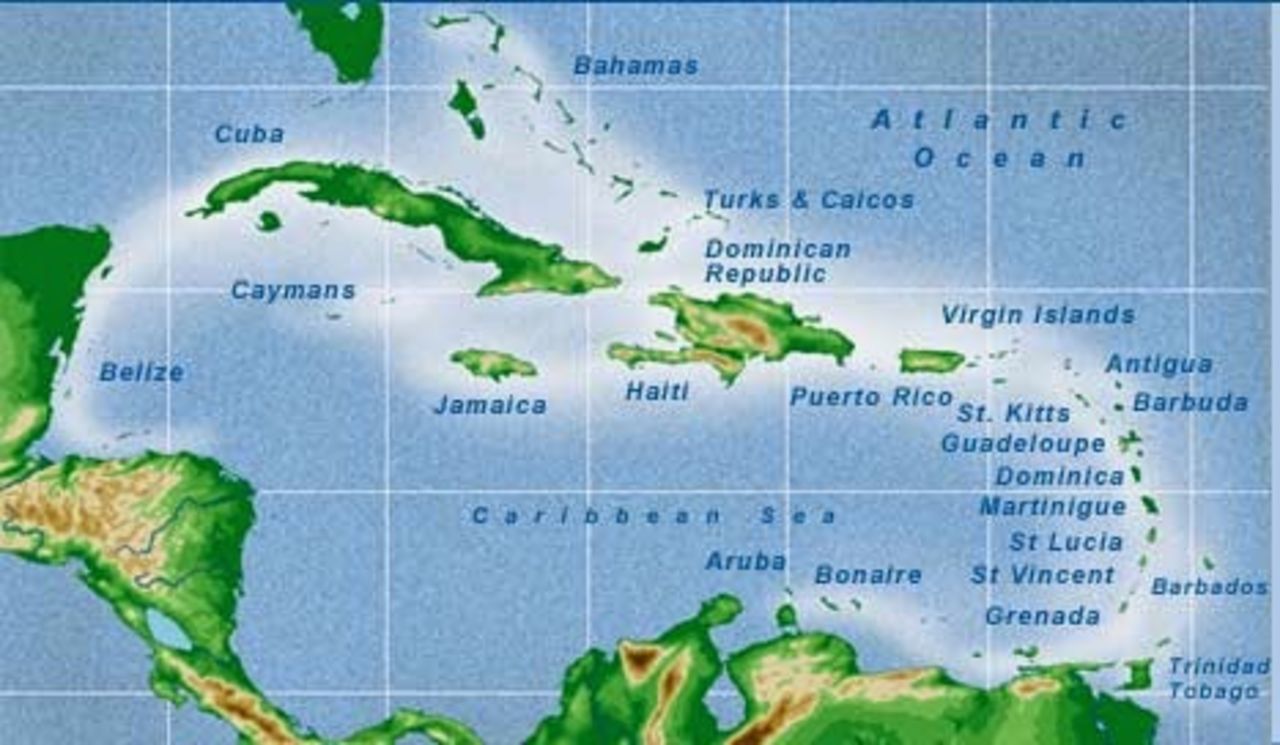 Bahamas
Atlantic
Ocean
Cuba
Turks & Caicos
Dominican
Republic
Caymans
Virgin Islands
Belize
Antigua
Jamaica
Haiti
Puerto Rico
Barbuda
St. Kitts
Guadeloupe
Dominica
Martinigue
Caribbean Sea
St Lucia
Aruba
Bonaire
St Vincent
Barbados
Grenada
Trinidad
Tobago